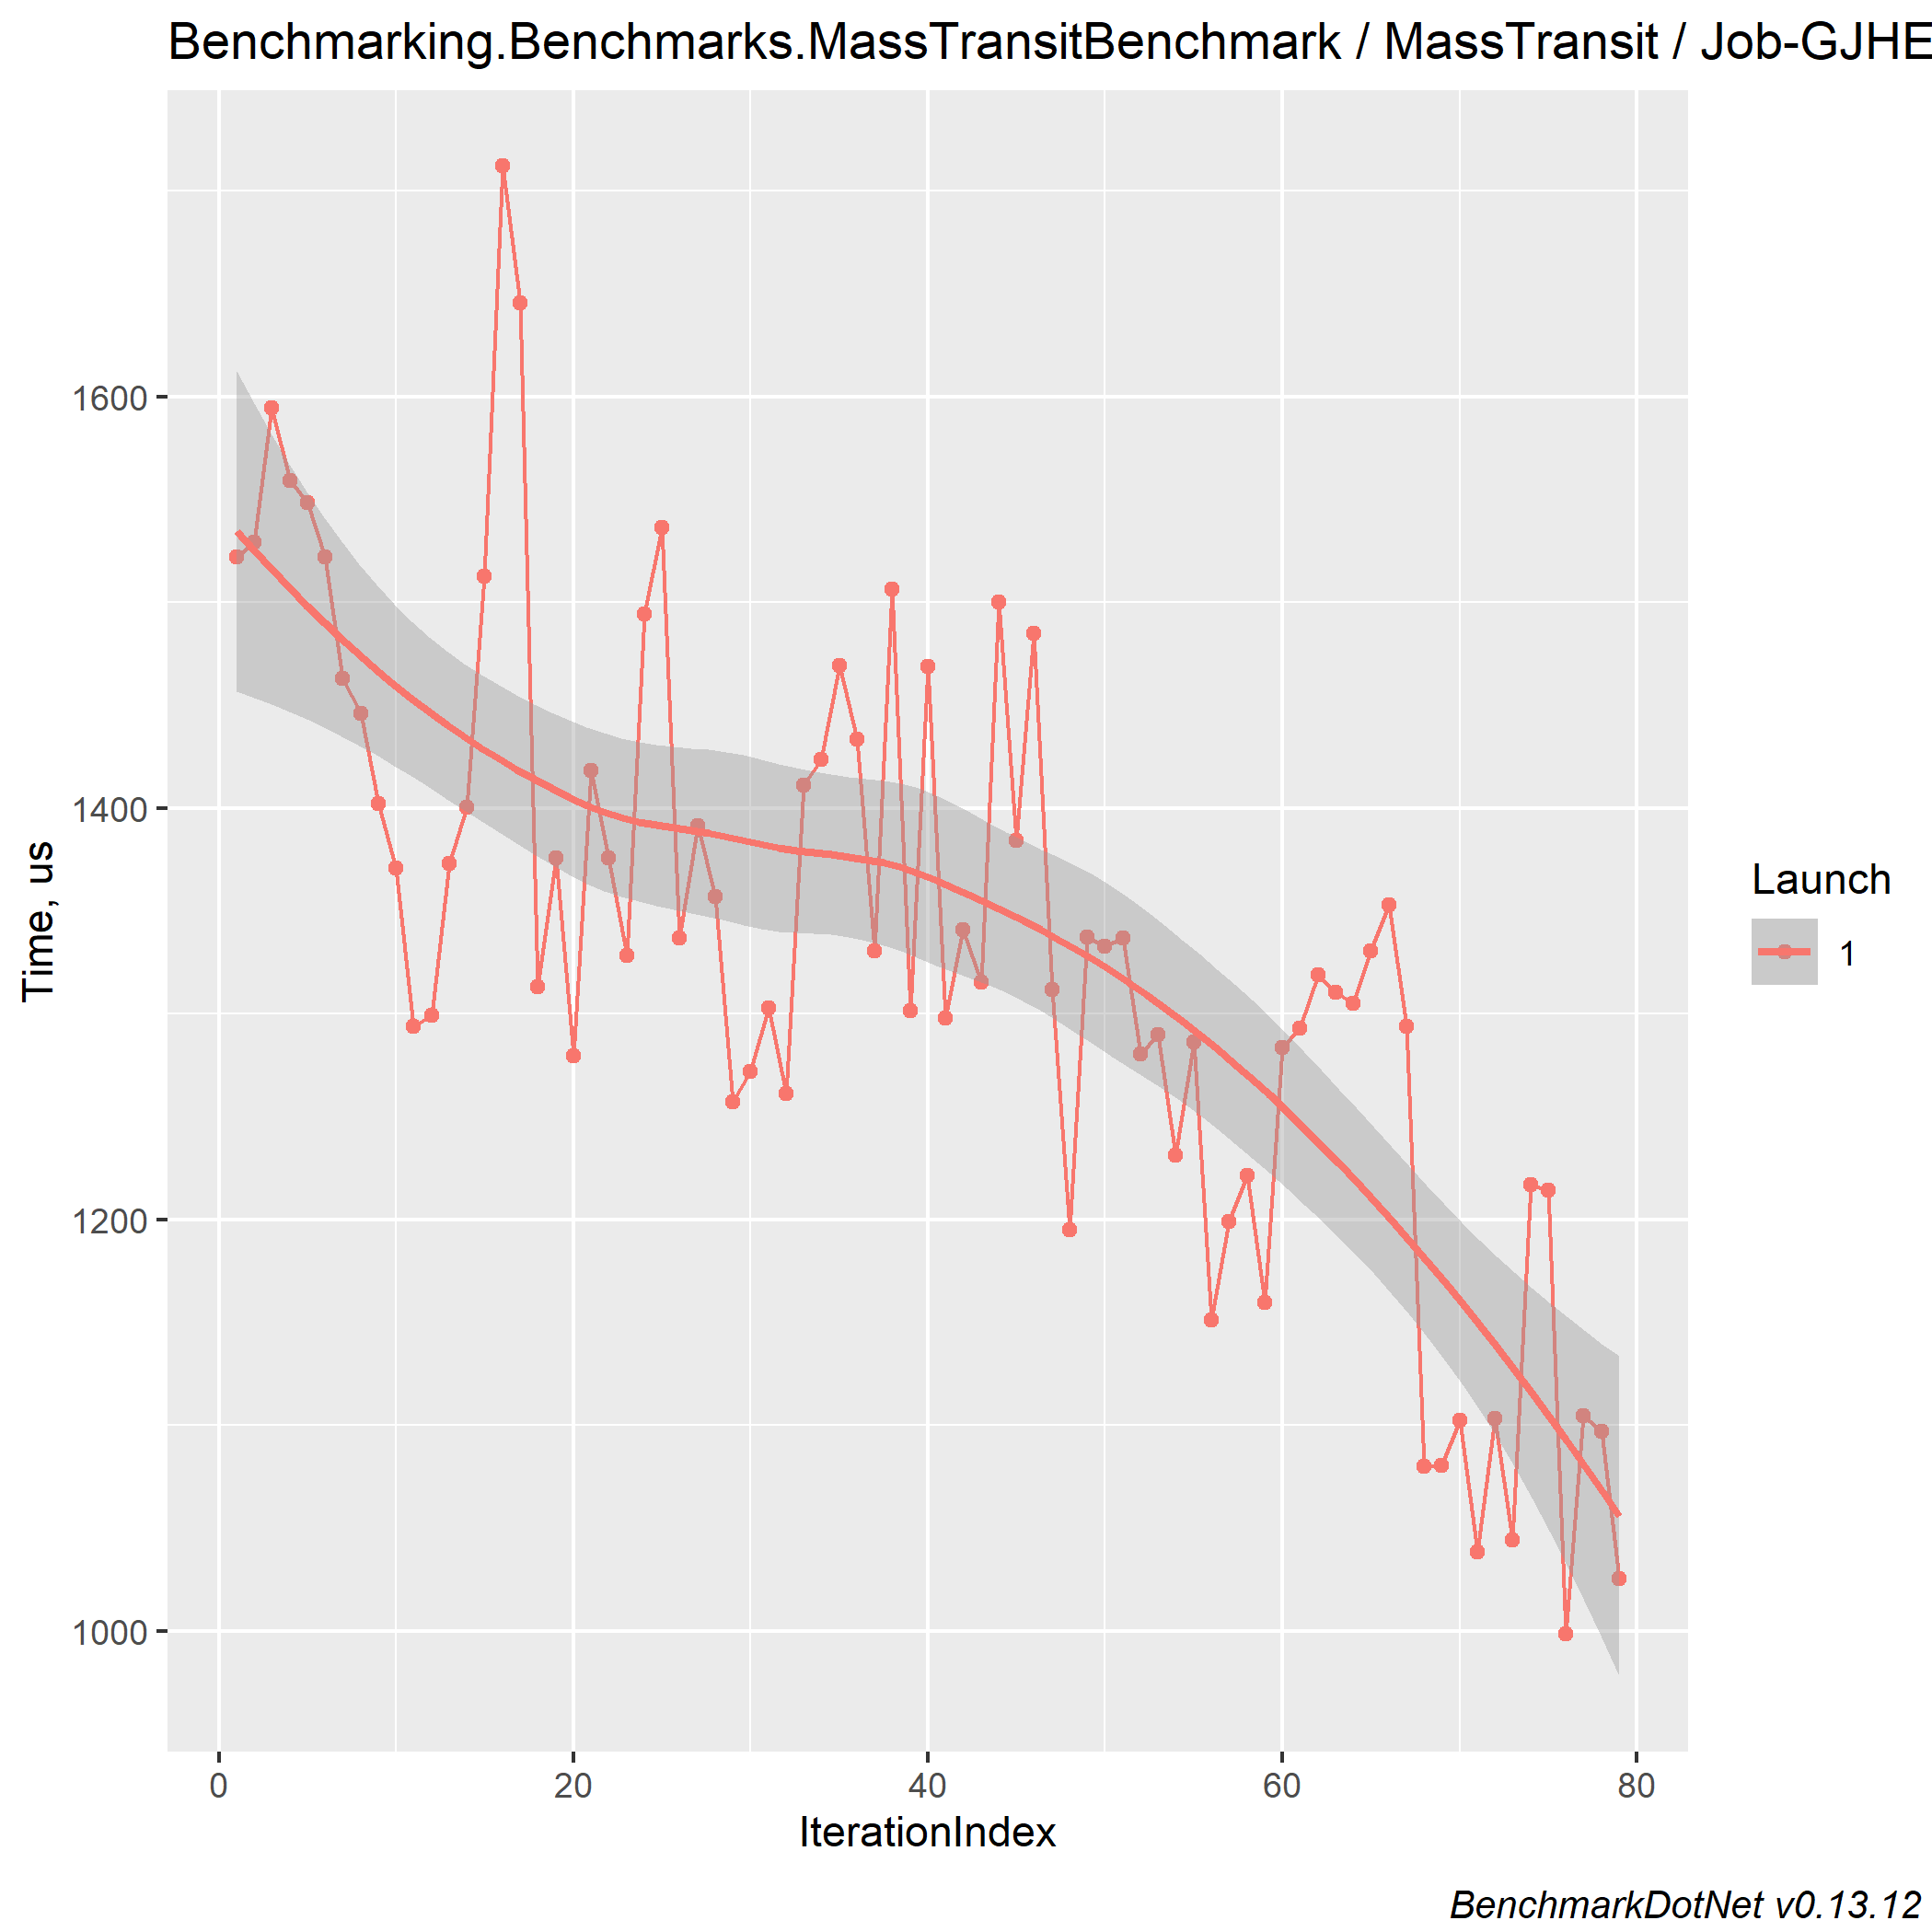 Benchmarking.Benchmarks.MassTransitBenchmark / MassTransit / Job-GJHE
1600
1400
1200
1000
Time, us
0 20 40 60 80
IterationIndex
Launch
1
BenchmarkDotNet v0.13.12